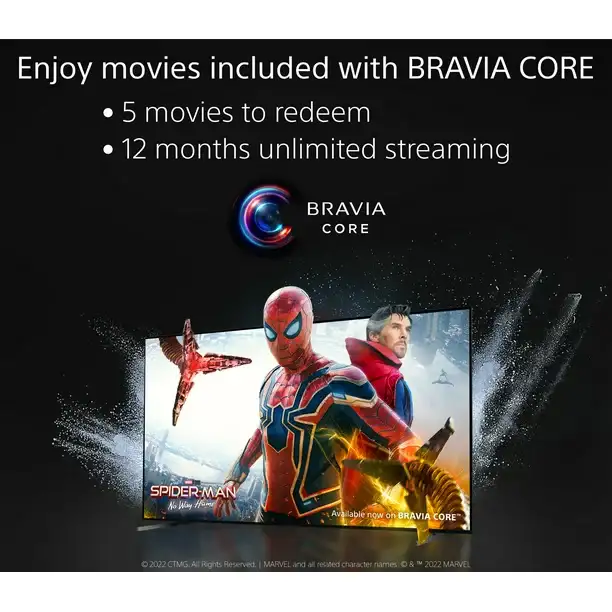 Enjoy movies included with BRAVIA CORE
• 5 movies to redeem
• 12 months unlimited streaming
BRAVIA
CORE
MARVEL
SPIDER-MAN
No Way Home
Available now on BRAVIA CORE™
© 2022 CTMG. All Rights Reserved. | MARVEL and all related character names: © & ™ 2022 MARVEL